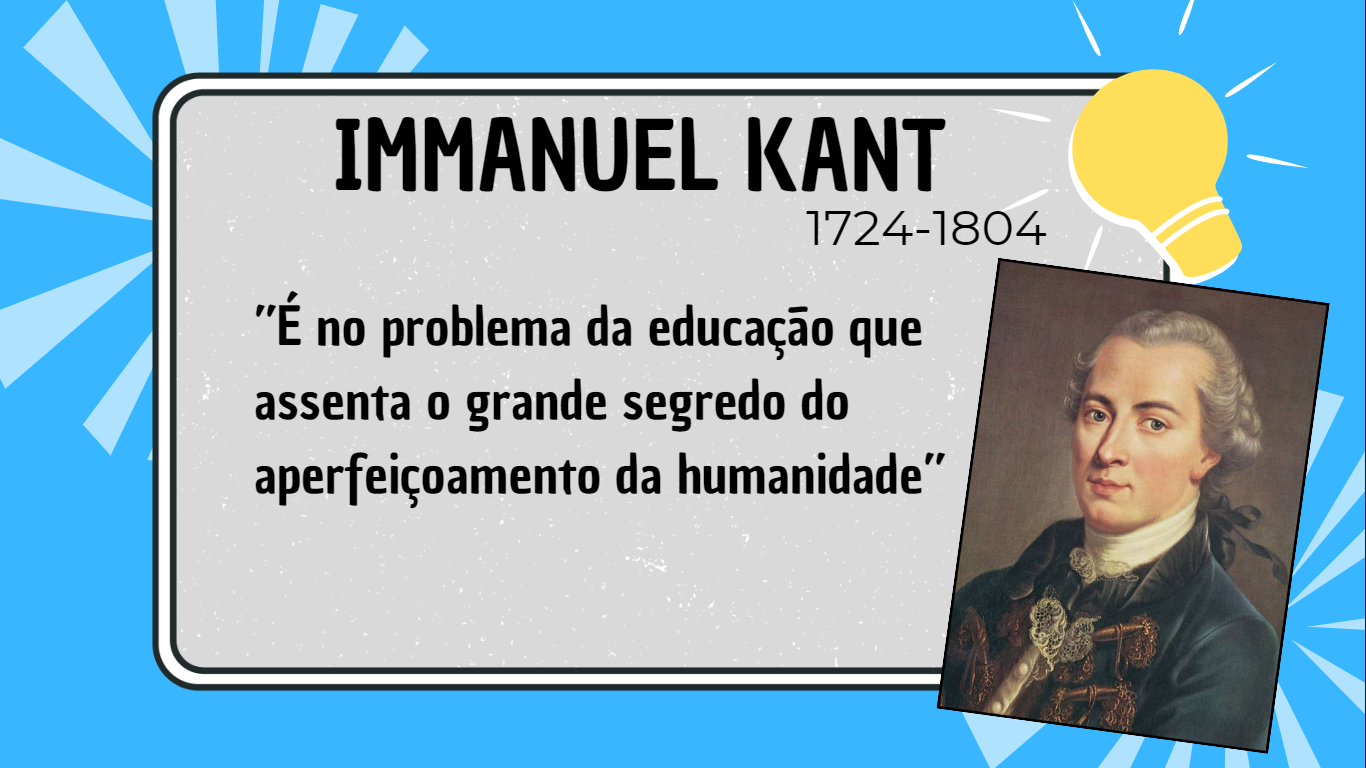 IMMANUEL KANT
1724-1804
"É no problema da educação que
assenta o grande segredo do
aperfeiçoamento da humanidade"